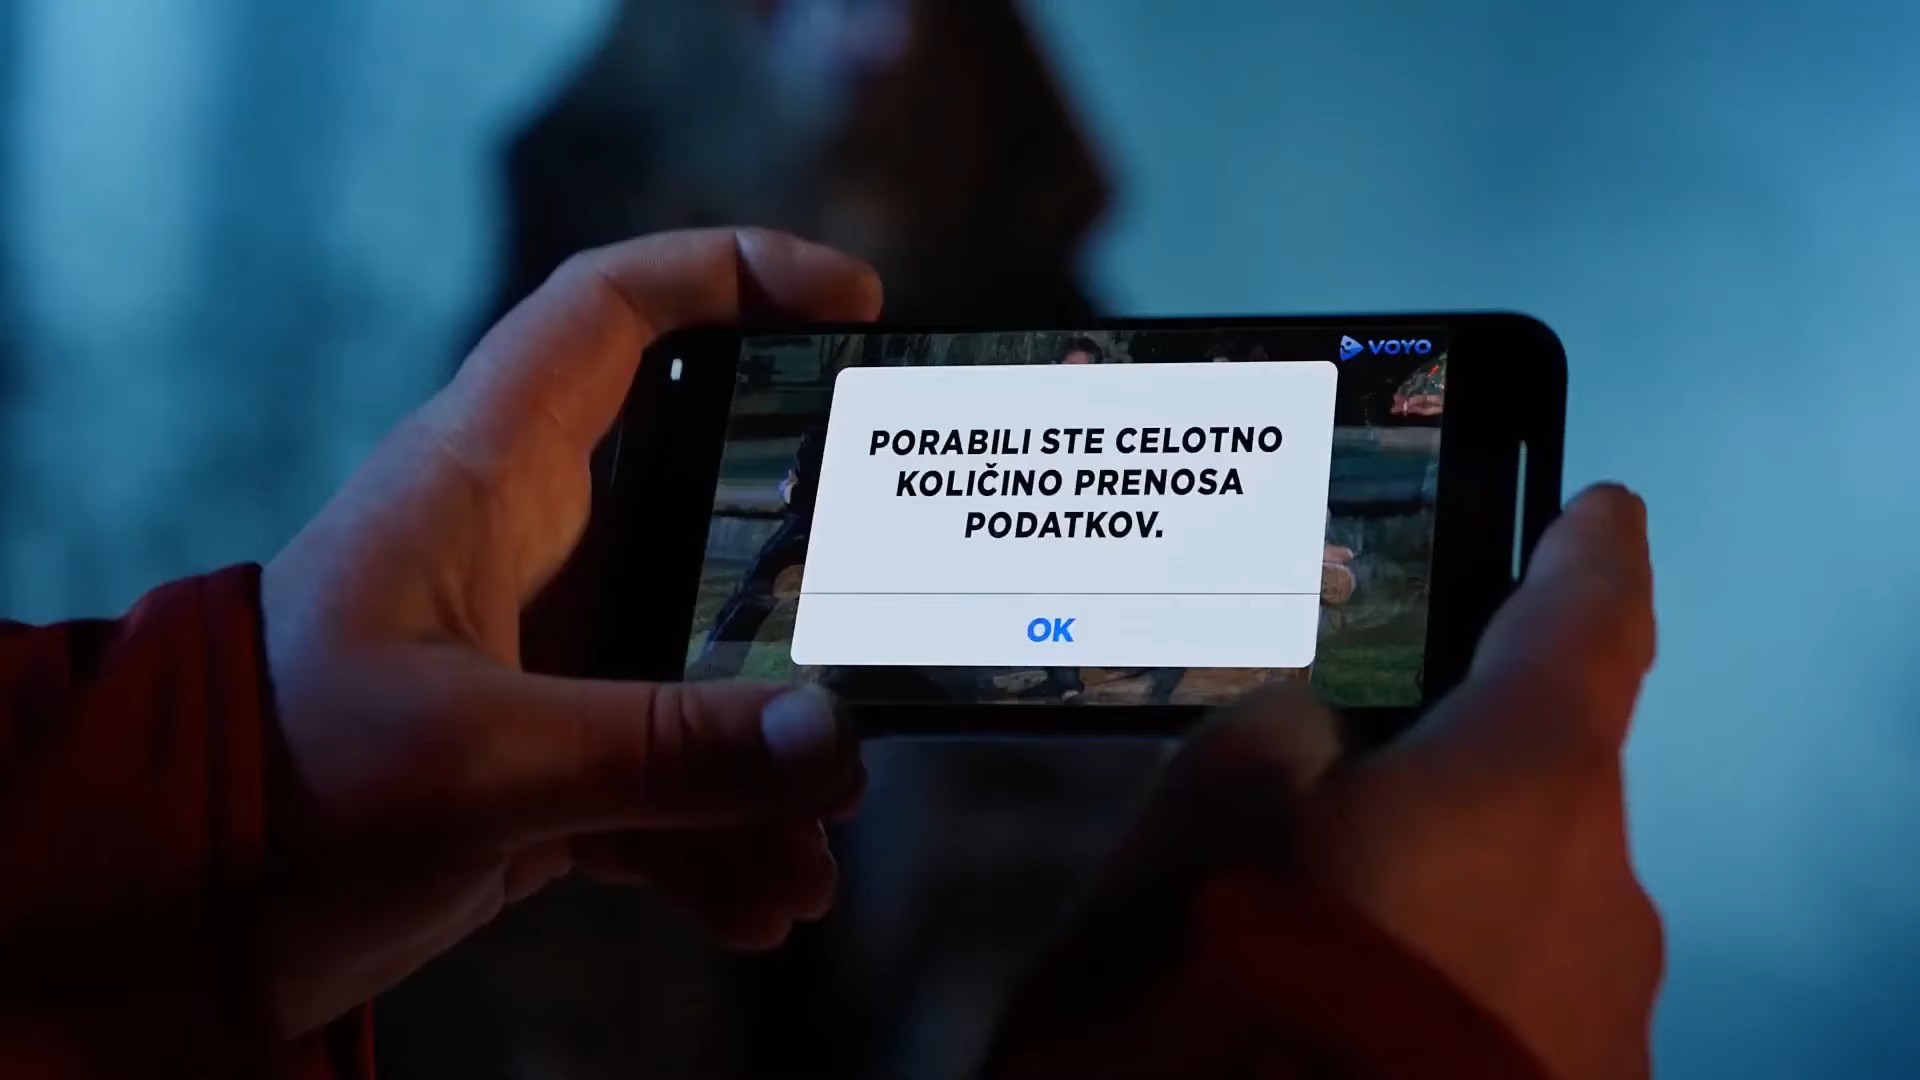 VOYO
PORABILI STE CELOTNO
KOLIČINO PRENOSA
PODATKOV.
OK